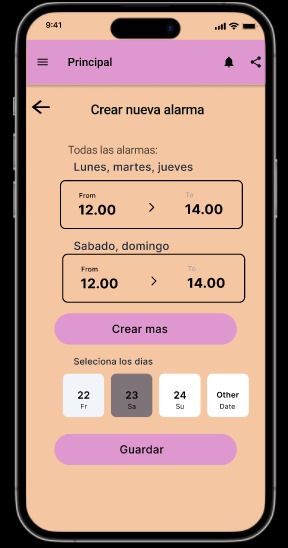 9:41
Principal
Crear nueva alarma
Todas las alarmas:
Lunes, martes, jueves
From To
12.00 > 14.00
Sabado, domingo
From To
12.00 > 14.00
Crear mas
Selecciona los dias
22 23 24 Other
Fr Sa Su Date
Guardar